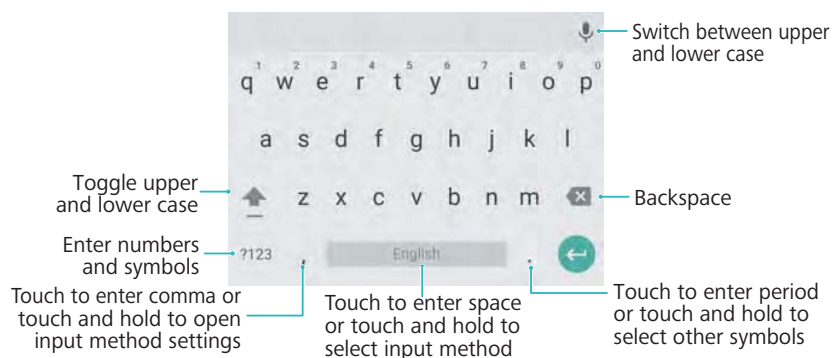 Switch between upper
and lower case
1 2 3 4 5 6 7 8 9 0
q w e r t y u i o p
a s d f g h j k l
Toggle upper
and lower case
z x c v b n m
Backspace
Enter numbers
and symbols
?123 , English .
Touch to enter comma or
touch and hold to open
input method settings
Touch to enter space
or touch and hold to
select input method
Touch to enter period
or touch and hold to
select other symbols